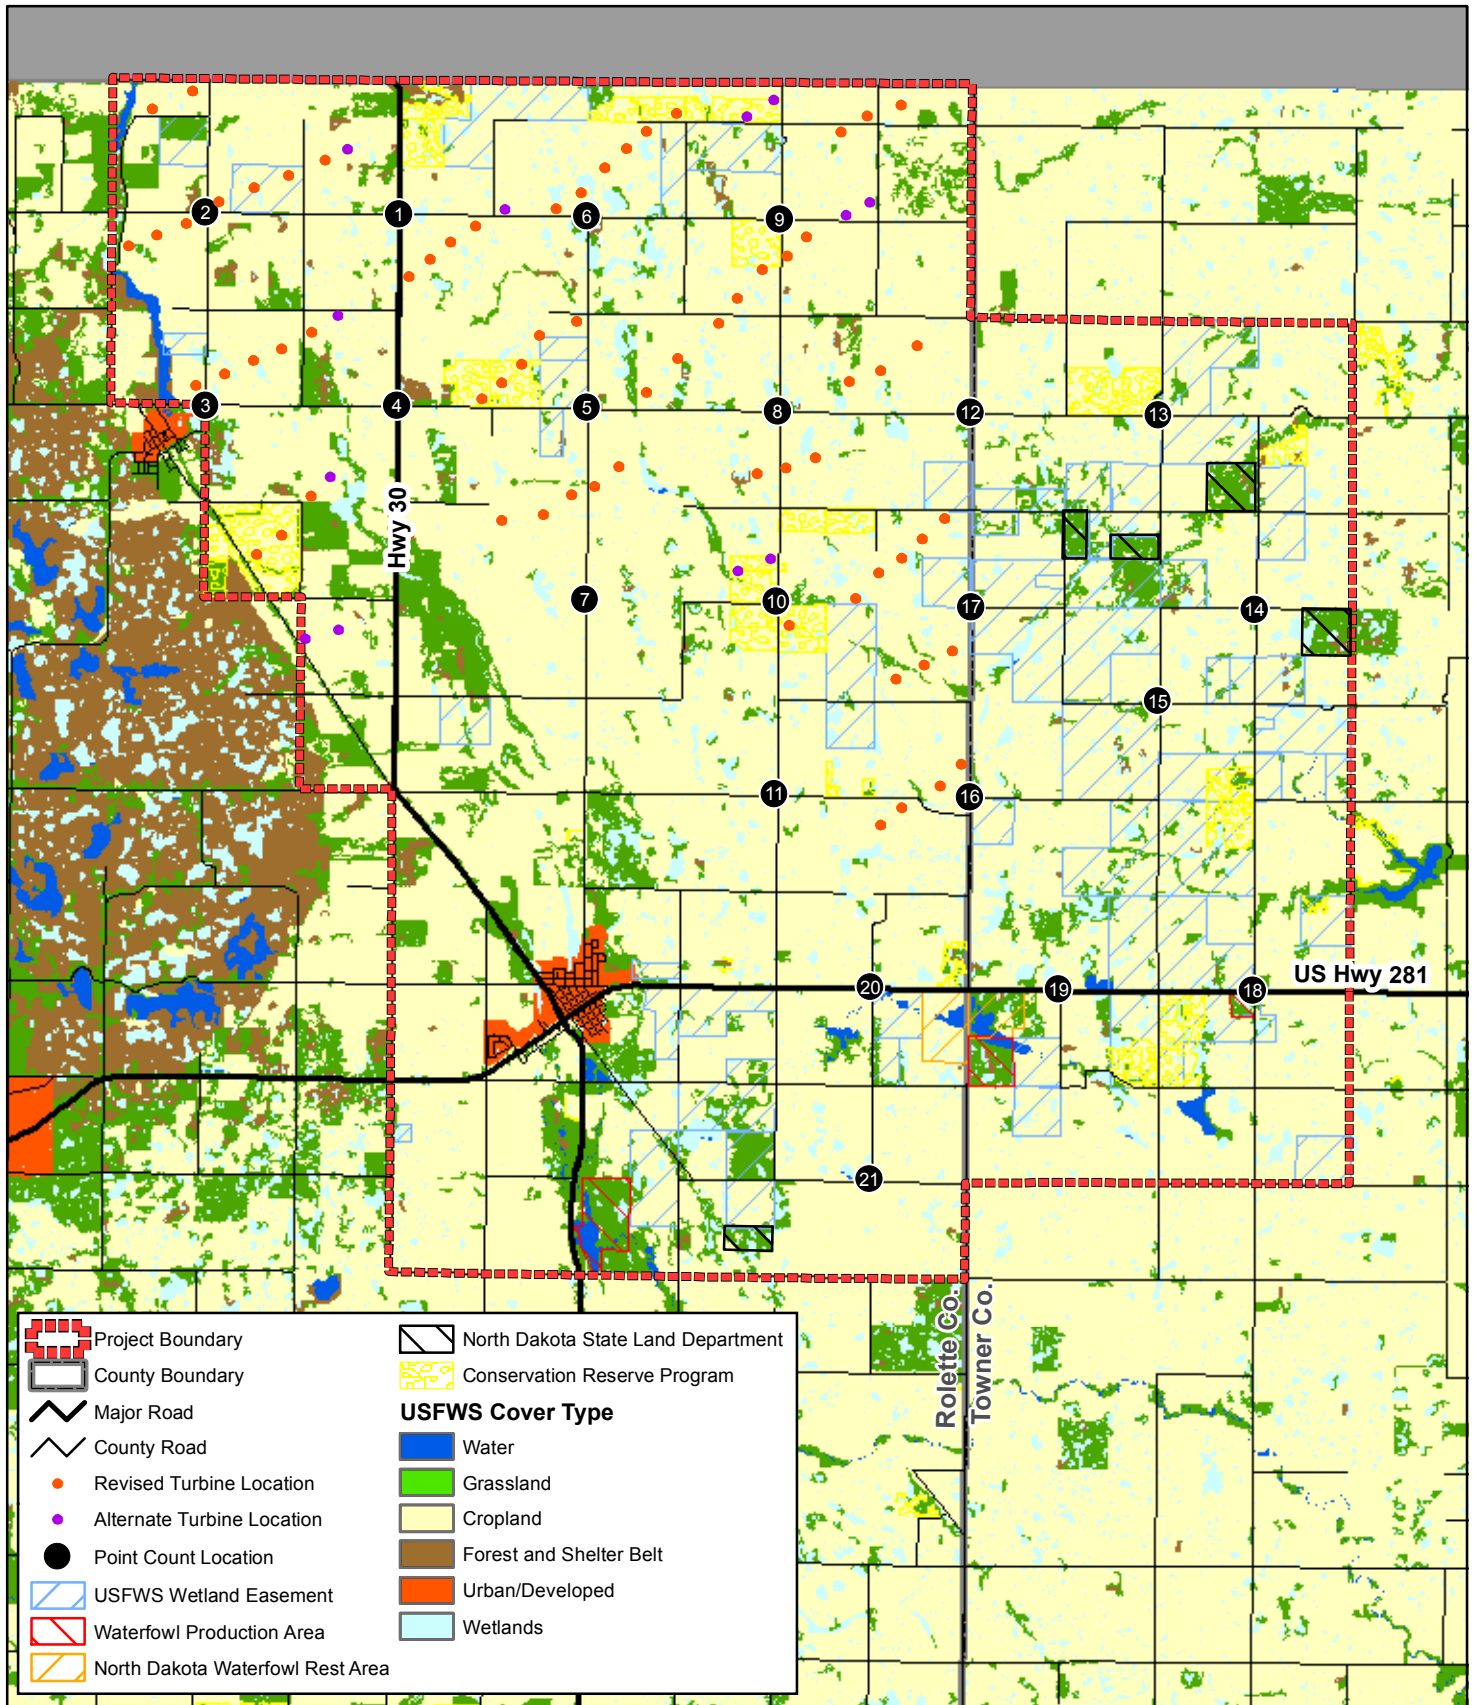 2
1
6
9
3
4
5
8
12
13
Hwy 30
7
10
17
14
15
11
16
US Hwy 281
20
19
18
21
Rolette Co.
Towner Co.
Project Boundary
County Boundary
Major Road
County Road
Revised Turbine Location
Alternate Turbine Location
Point Count Location
USFWS Wetland Easement
Waterfowl Production Area
North Dakota Waterfowl Rest Area
North Dakota State Land Department
Conservation Reserve Program
USFWS Cover Type
Water
Grassland
Cropland
Forest and Shelter Belt
Urban/Developed
Wetlands